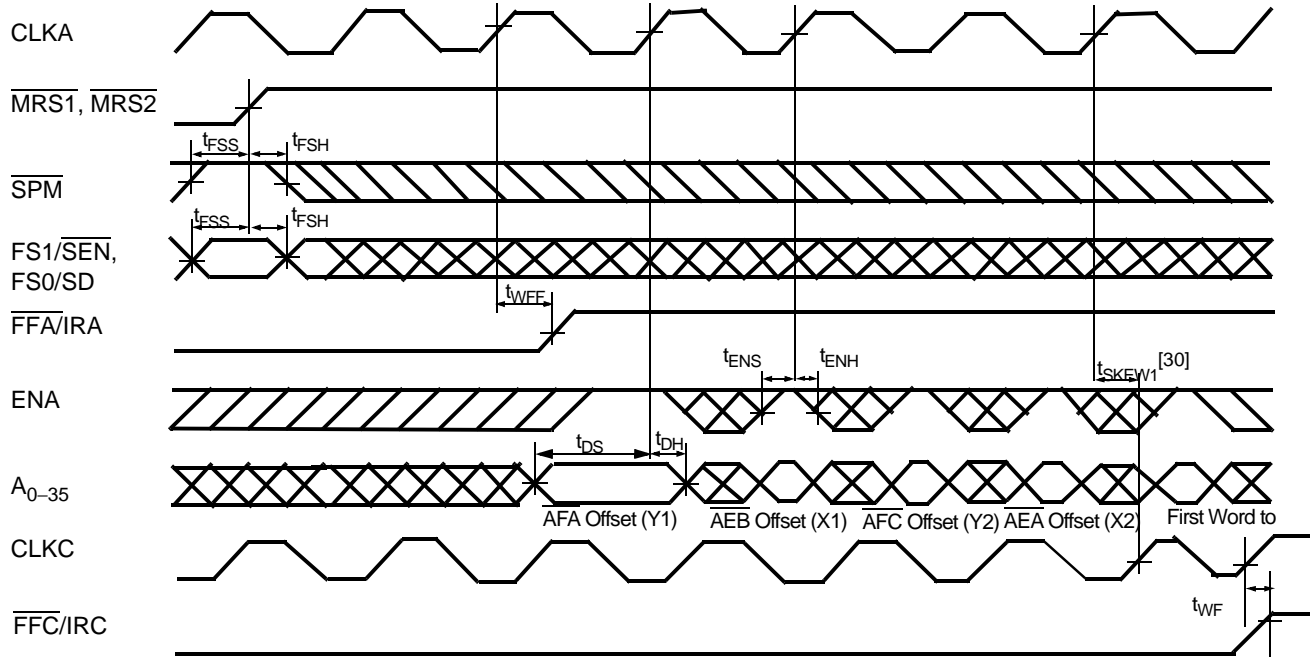 CLKA
MRS1, MRS2
tFSS tFSH
SPM
tFSS tFSH
FS1/SEN,
FS0/SD
tWFF
FFA/IRA
tENS tENH tSKEW1[30]
ENA
tDS tDH
A0–35
AFA Offset (Y1) AEB Offset (X1) AFC Offset (Y2) AEA Offset (X2) First Word to
CLKC
tWF
FFC/IRC